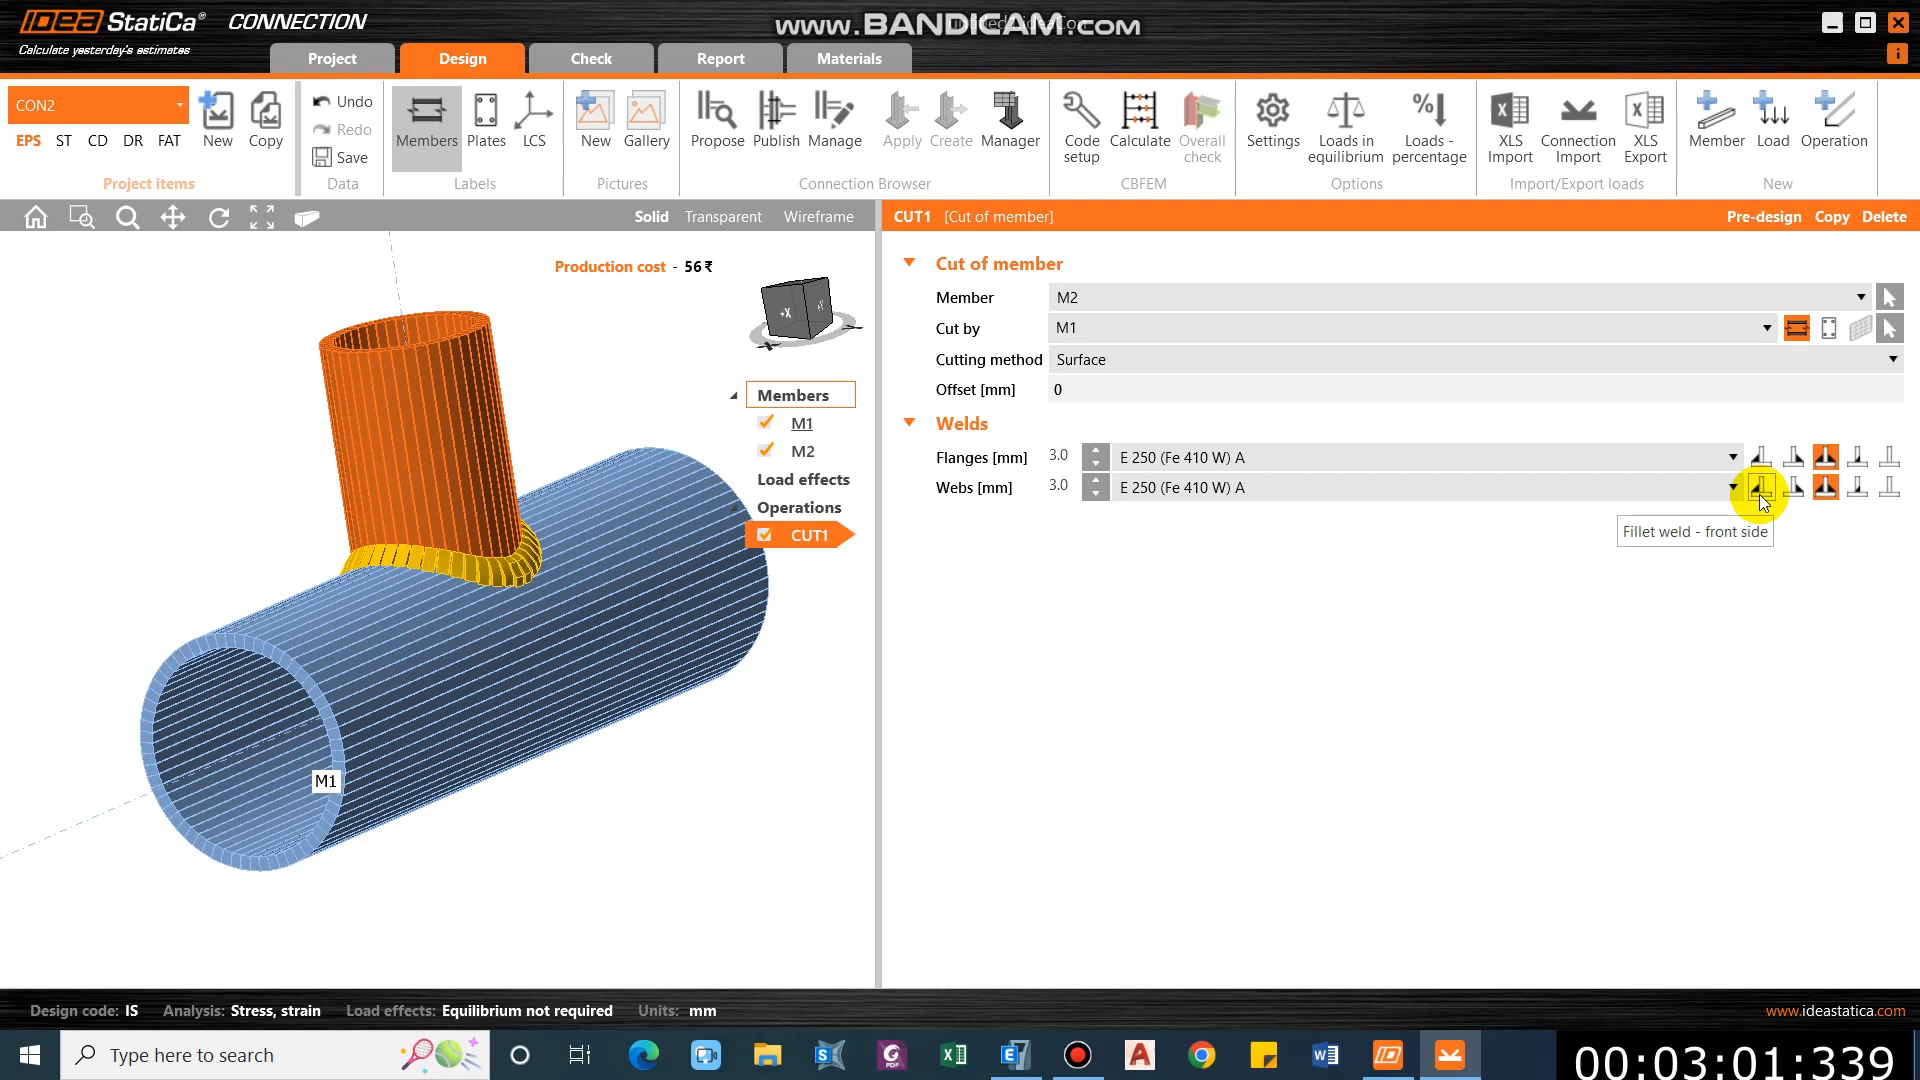 IDEA StatiCa® CONNECTION
Calculate yesterday's estimates
www.BANDICAM.com
Project
Design
Check
Report
Materials
i
CON2
EPS ST CD DR FAT
New
Copy
Project items
Undo
Redo
Save
Data
Members
Plates
LCS
Labels
New
Gallery
Pictures
Propose
Publish
Manage
Apply
Create
Manager
Connection Browser
Code setup
Calculate
Overall check
CBFEM
Settings
Loads in equilibrium
Loads - percentage
Options
XLS Import
Connection Import
XLS Export
Import/Export loads
Member
Load
Operation
New
Solid Transparent Wireframe
CUT1 [Cut of member]
Pre-design Copy Delete
Production cost - 56 ₹
+X
Members
M1
M2
Load effects
Operations
CUT1
M1
Cut of member
Member M2
Cut by M1
Cutting method Surface
Offset [mm] 0
Welds
Flanges [mm] 3.0 E 250 (Fe 410 W) A
Webs [mm] 3.0 E 250 (Fe 410 W) A
Fillet weld - front side
Design code: IS Analysis: Stress, strain Load effects: Equilibrium not required Units: mm
www.ideastatica.com
Type here to search
00:03:01:339